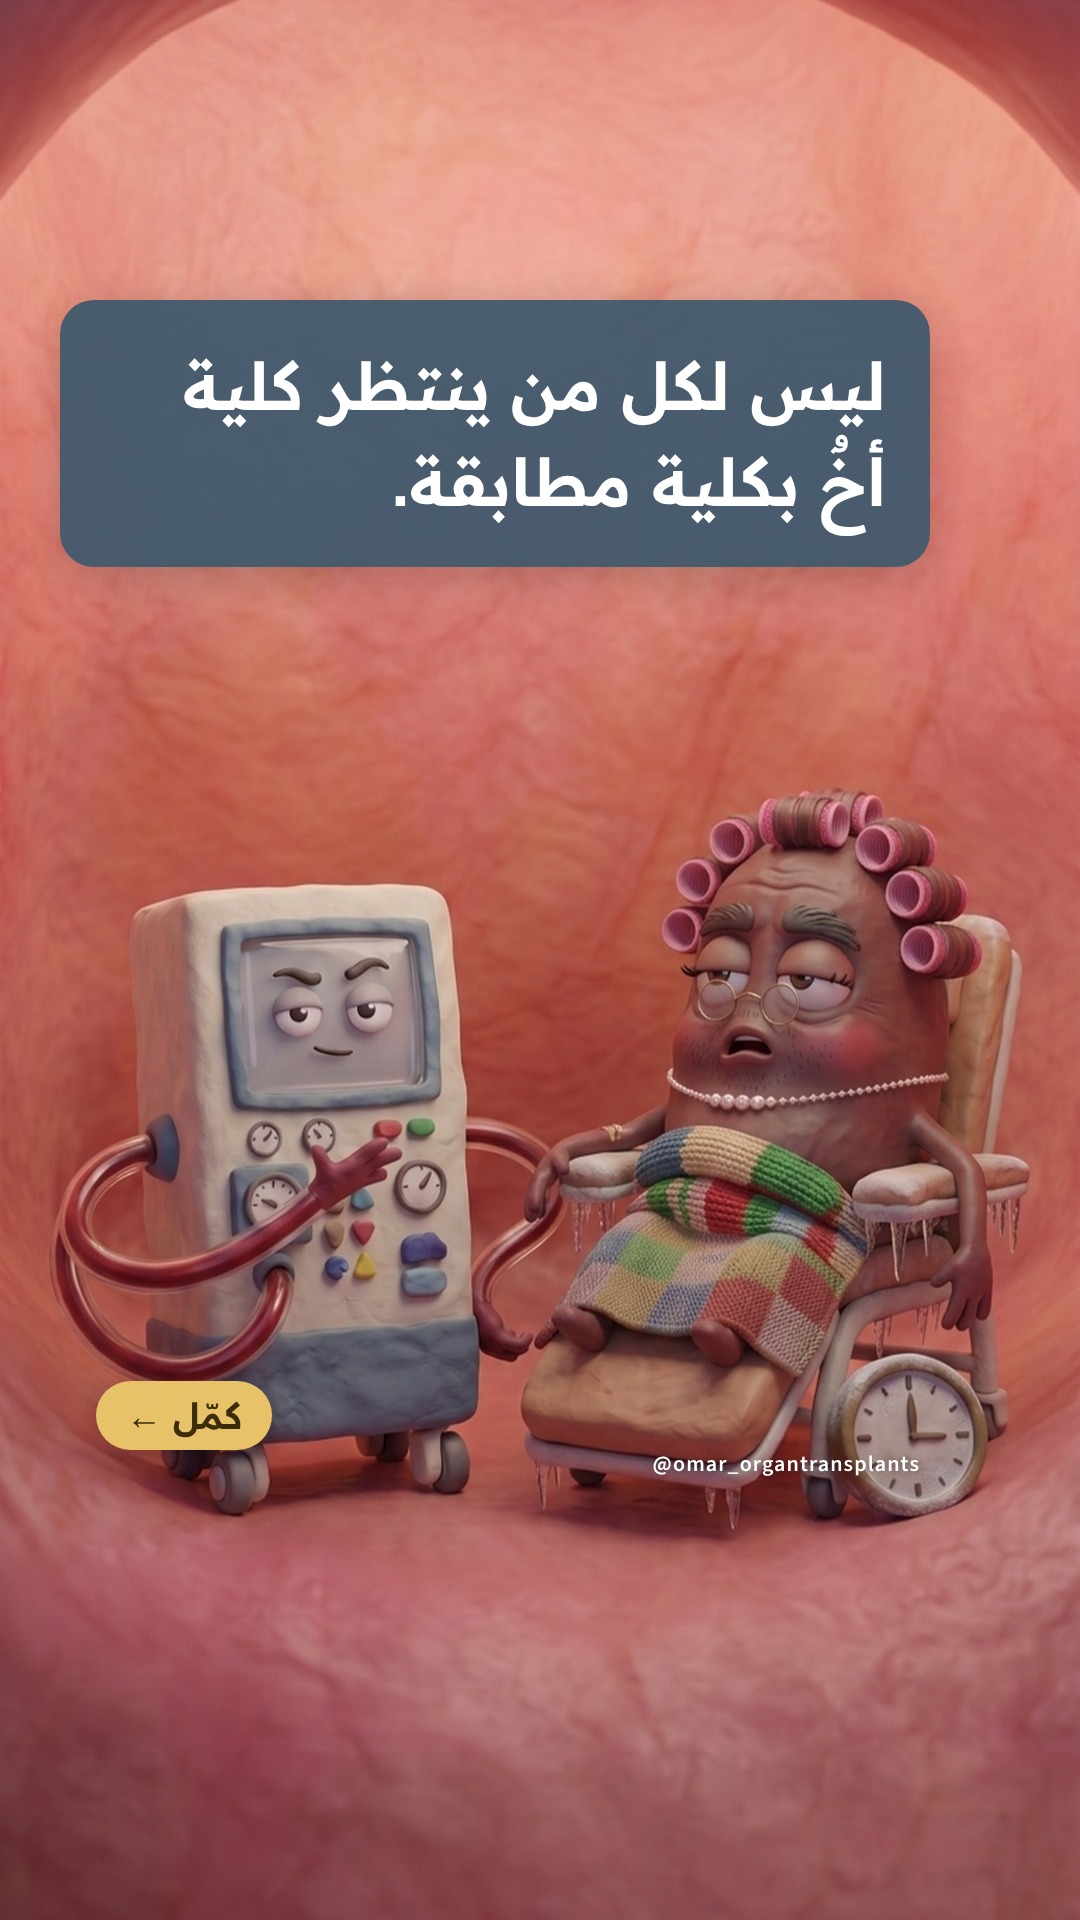 ليس لكل من ينتظر كلية
أخُ بكلية مطابقة.
كمّل ←
@omar_organtransplants